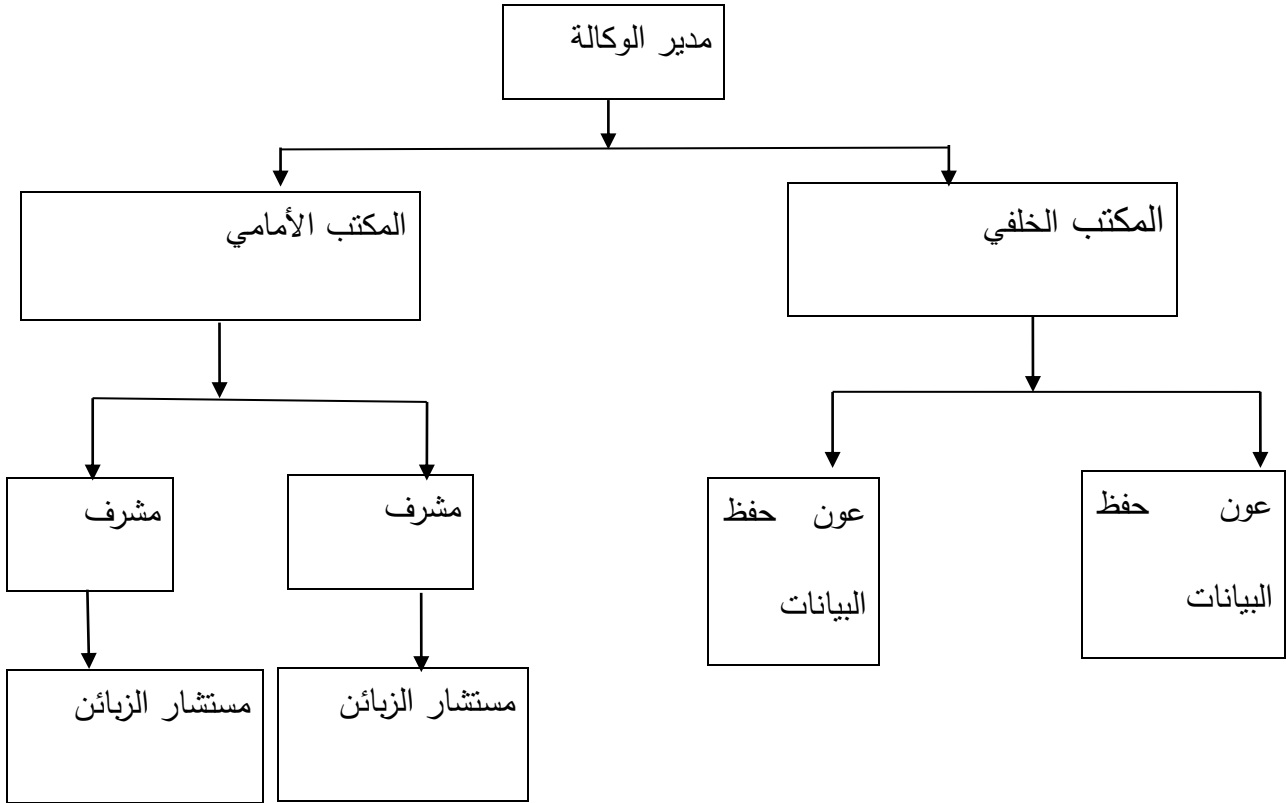 مدير الوكالة
المكتب الخلفي
المكتب الأمامي
عون حفظ
البيانات
عون حفظ
البيانات
مشرف
مشرف
مستشار الزبائن
مستشار الزبائن